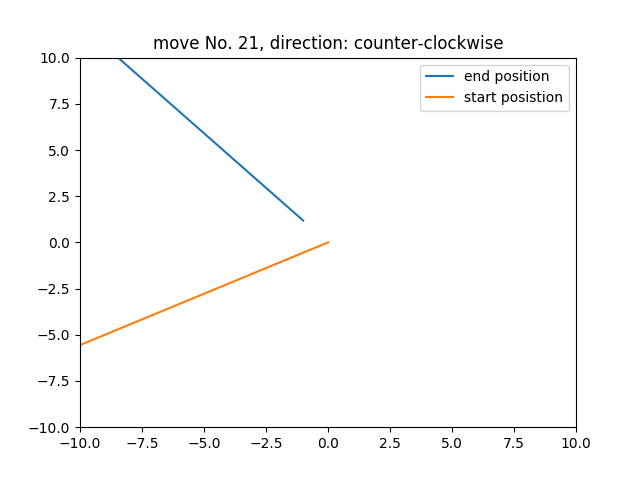 move No. 21, direction: counter-clockwise
end position
start posistion
10.0
7.5
5.0
2.5
0.0
−2.5
−5.0
−7.5
−10.0
−10.0 −7.5 −5.0 −2.5 0.0 2.5 5.0 7.5 10.0